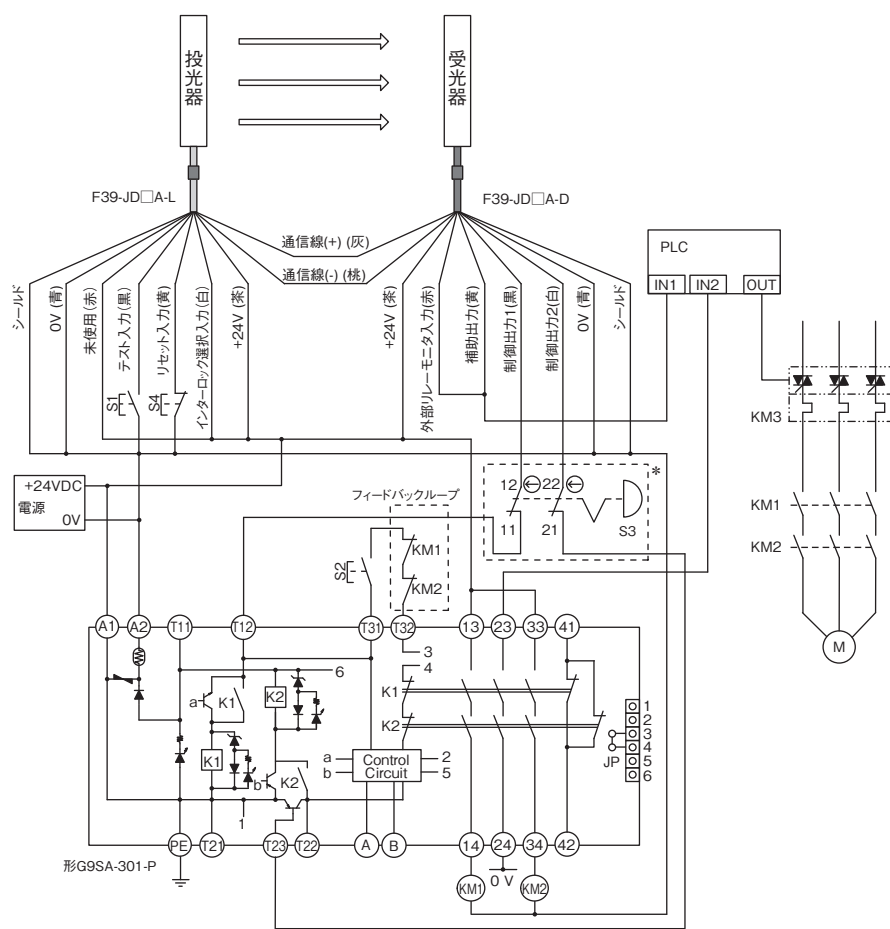 投光器
受光器
F39-JD□A-L
F39-JD□A-D
通信線(+) (灰)
通信線(-) (桃)
シールド
0V (青)
未使用 (赤)
テスト入力 (黒)
リセット入力 (黄)
インターロック選択入力 (白)
+24V (茶)
+24V (茶)
外部リレーモニタ入力(赤)
補助出力(黄)
制御出力1(黒)
制御出力2(白)
0V (青)
シールド
PLC
IN1 IN2 OUT
KM3
S1
S4
+24VDC
電源
0V
フィードバックループ
*
12 22
11 21
S3
KM1
KM2
S2
KM1
KM2
M
A1 A2 T11 T12 T31 T32 13 23 33 41
3
4
6
a
K1
K2
K1
K2
K1
b
K2
a
b
Control
Circuit
2
5
1
1
2
3
4
5
6
JP
PE T21 T23 T22 A B 14 24 34 42
形G9SA-301-P
0 V
KM1
KM2